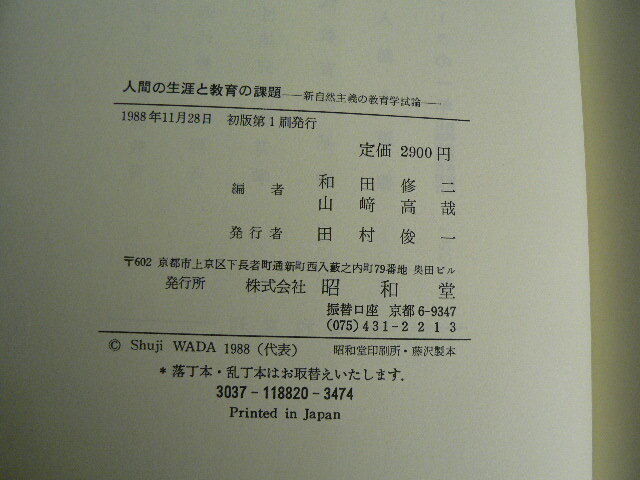 人間の生涯と教育の課題――新自然主義の教育学試論――
1988年11月28日 初版第1刷発行
定価 2900円
編者 和田修二
山﨑高哉
発行者 田村俊一
〒602 京都市上京区下長者町通新町西入藪之内町79番地 奥田ビル
発行所 株式会社 昭和堂
振替口座 京都6-9347
(075)431-2213
© Shuji WADA 1988 (代表) 昭和堂印刷所・藤沢製本
*落丁本・乱丁本はお取替えいたします.
3037-118820-3474
Printed in Japan